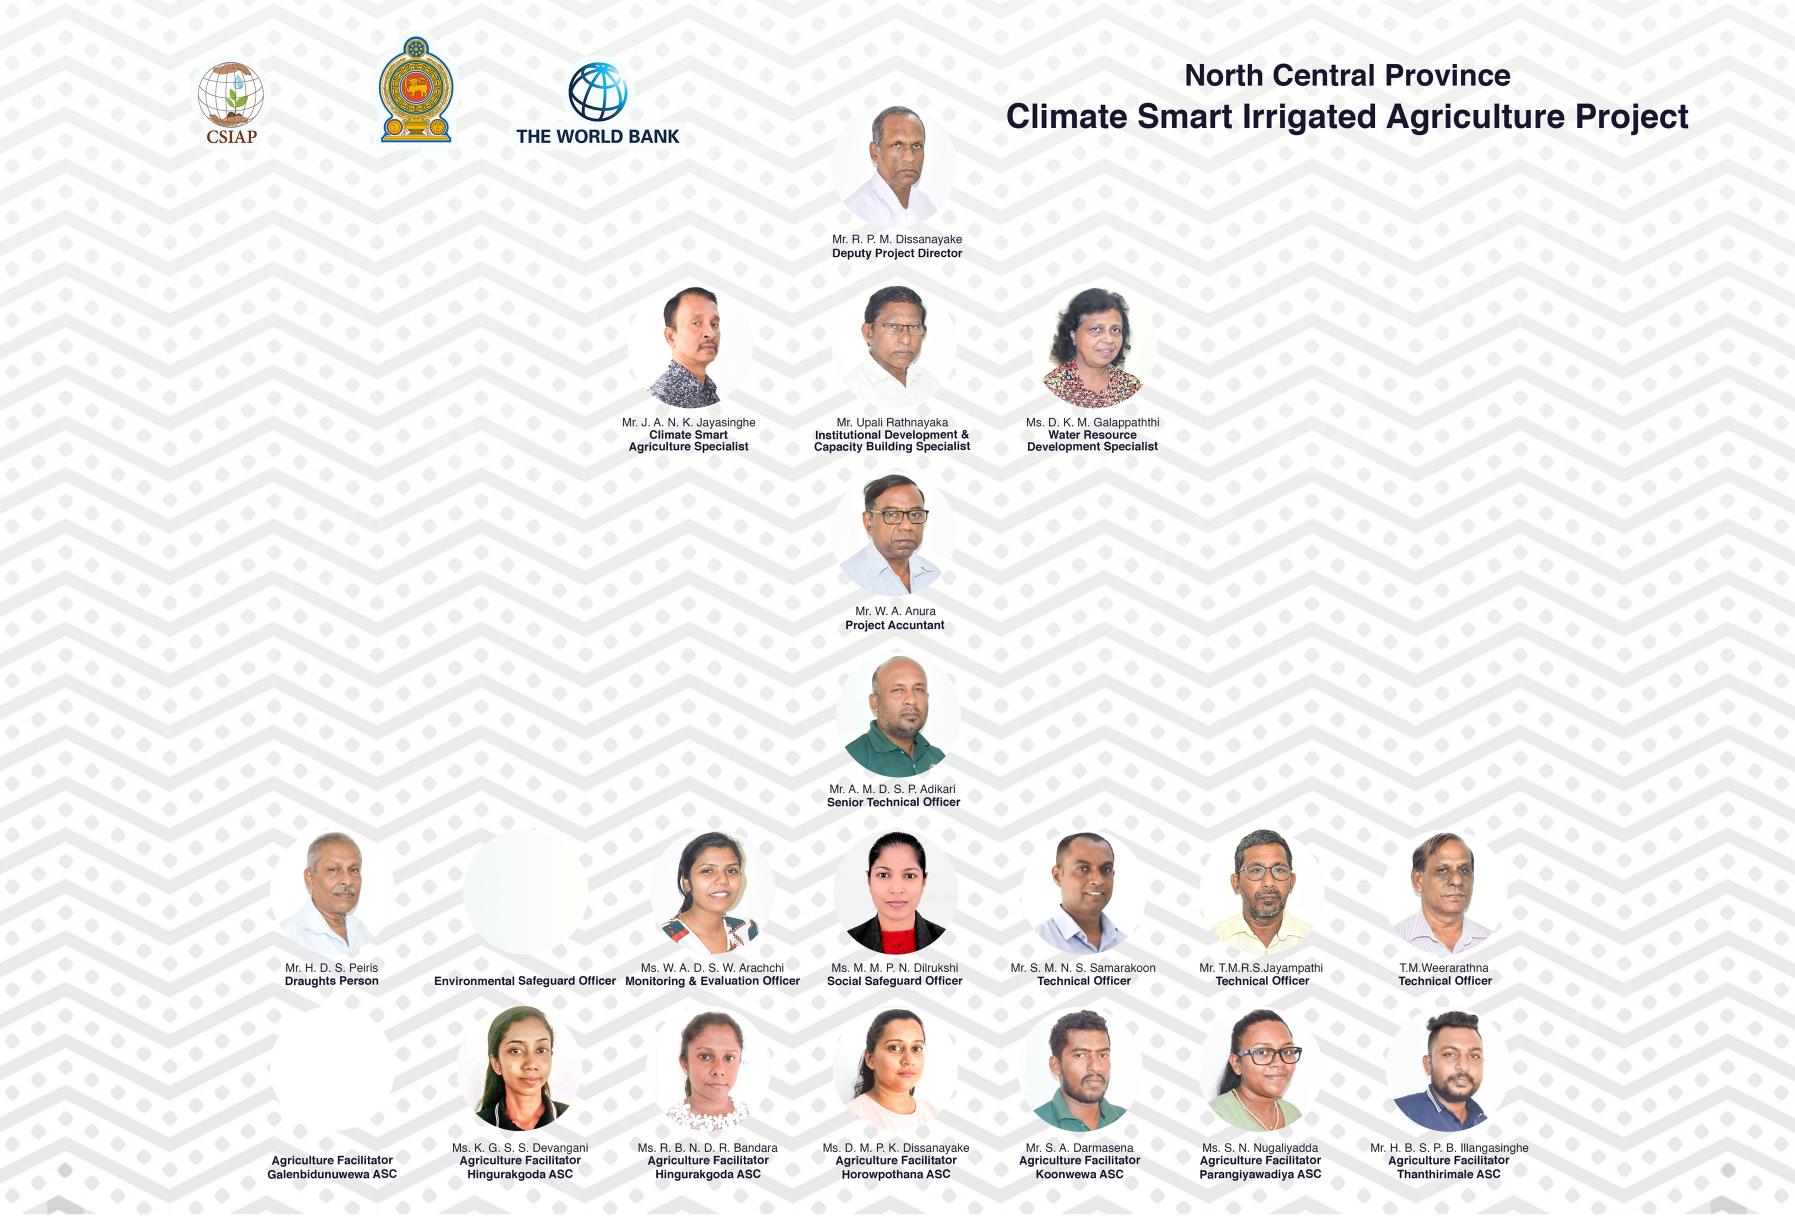 CSIAP
THE WORLD BANK
North Central Province
Climate Smart Irrigated Agriculture Project
Mr. R. P. M. Dissanayake
Deputy Project Director
Mr. J. A. N. K. Jayasinghe
Climate Smart
Agriculture Specialist
Mr. Upali Rathnayaka
Institutional Development &
Capacity Building Specialist
Ms. D. K. M. Galappaththi
Water Resource
Development Specialist
Mr. W. A. Anura
Project Accuntant
Mr. A. M. D. S. P. Adikari
Senior Technical Officer
Mr. H. D. S. Peiris
Draughts Person
Environmental Safeguard Officer
Ms. W. A. D. S. W. Arachchi
Monitoring & Evaluation Officer
Ms. M. M. P. N. Dilrukshi
Social Safeguard Officer
Mr. S. M. N. S. Samarakoon
Technical Officer
Mr. T.M.R.S.Jayampathi
Technical Officer
T.M.Weerarathna
Technical Officer
Agriculture Facilitator
Galenbidunuwewa ASC
Ms. K. G. S. S. Devangani
Agriculture Facilitator
Hingurakgoda ASC
Ms. R. B. N. D. R. Bandara
Agriculture Facilitator
Hingurakgoda ASC
Ms. D. M. P. K. Dissanayake
Agriculture Facilitator
Horowpothana ASC
Mr. S. A. Darmasena
Agriculture Facilitator
Koonwewa ASC
Ms. S. N. Nugaliyadda
Agriculture Facilitator
Parangiyawadiya ASC
Mr. H. B. S. P. B. Illangasinghe
Agriculture Facilitator
Thanthirimale ASC